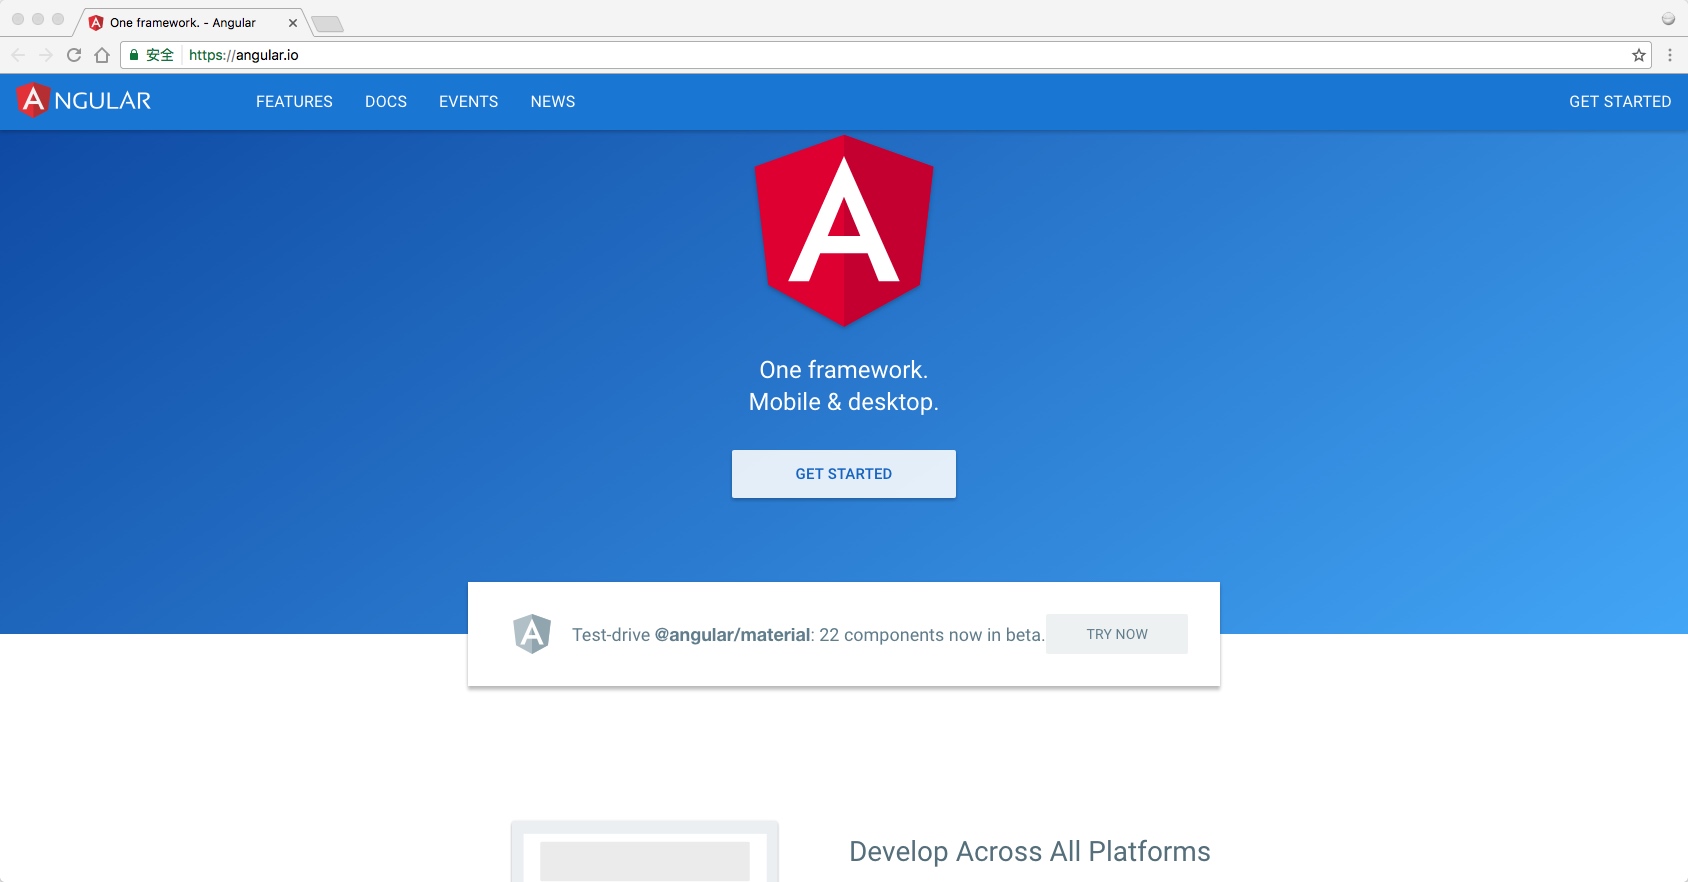 One framework. - Angular
安全 https://angular.io
ANGULAR FEATURES DOCS EVENTS NEWS GET STARTED
A
One framework.
Mobile & desktop.
GET STARTED
Test-drive @angular/material: 22 components now in beta. TRY NOW
Develop Across All Platforms